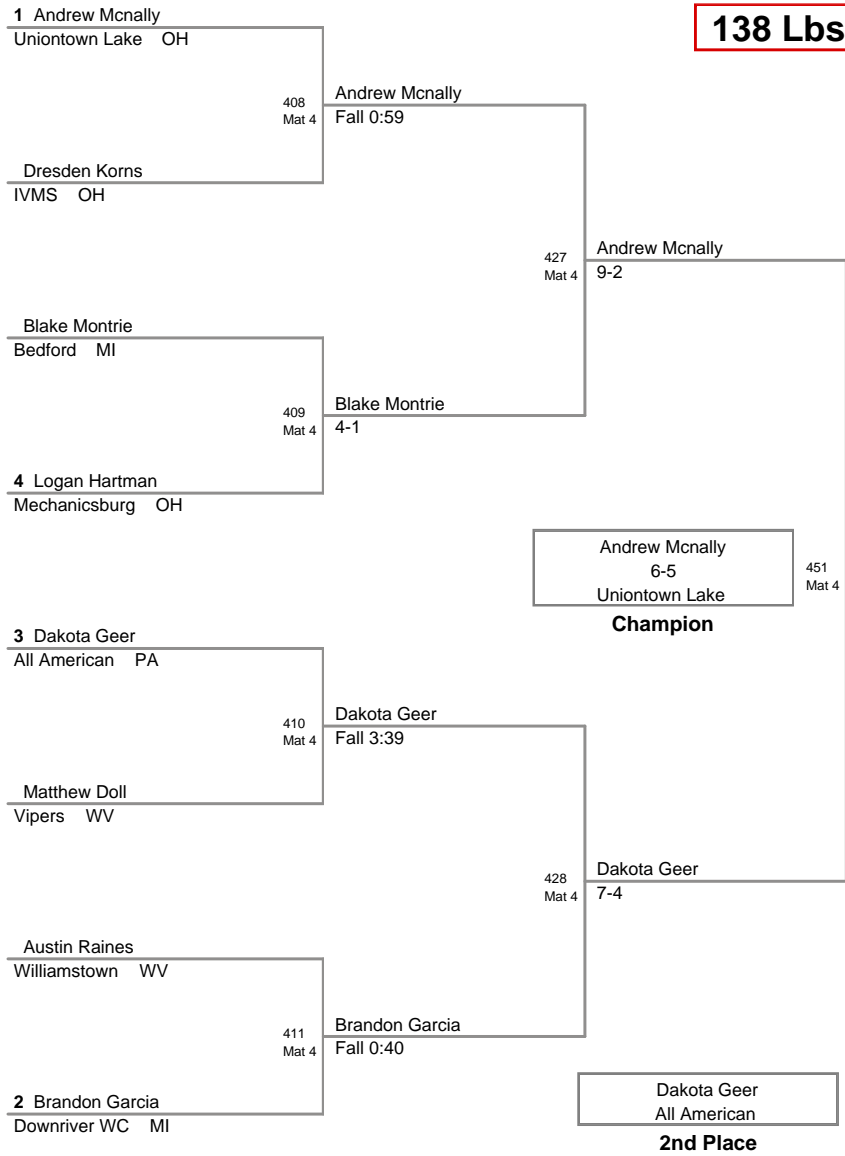 138 Lbs
1 Andrew Mcnally
Uniontown Lake OH
408
Mat 4
Andrew Mcnally
Fall 0:59
Dresden Korns
IVMS OH
427
Mat 4
Andrew Mcnally
9-2
Blake Montrie
Bedford MI
409
Mat 4
Blake Montrie
4-1
4 Logan Hartman
Mechanicsburg OH
Andrew Mcnally
6-5
Uniontown Lake
Champion
451
Mat 4
3 Dakota Geer
All American PA
410
Mat 4
Dakota Geer
Fall 3:39
Matthew Doll
Vipers WV
428
Mat 4
Dakota Geer
7-4
Austin Raines
Williamstown WV
411
Mat 4
Brandon Garcia
Fall 0:40
2 Brandon Garcia
Downriver WC MI
Dakota Geer
All American
2nd Place